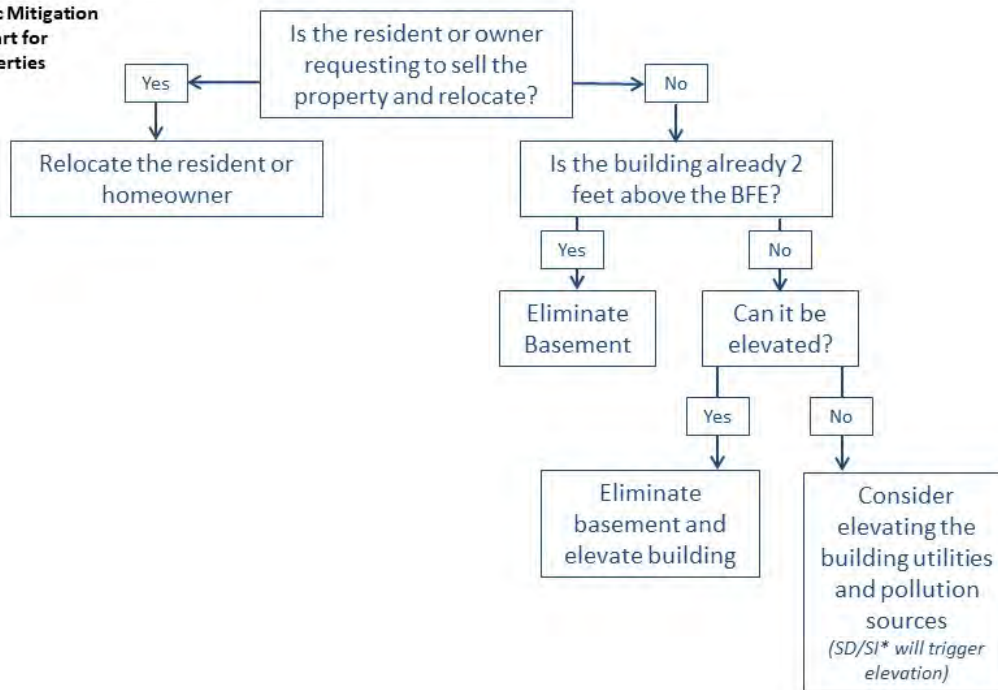 Mitigation
for
Is the resident or owner
requesting to sell the
property and relocate?
Yes
No
Relocate the resident or
homeowner
Is the building already 2
feet above the BFE?
Yes
No
Eliminate
Basement
Can it be
elevated?
Yes
No
Eliminate
basement and
elevate building
Consider
elevating the
building utilities
and pollution
sources
(SD/SI* will trigger
elevation)